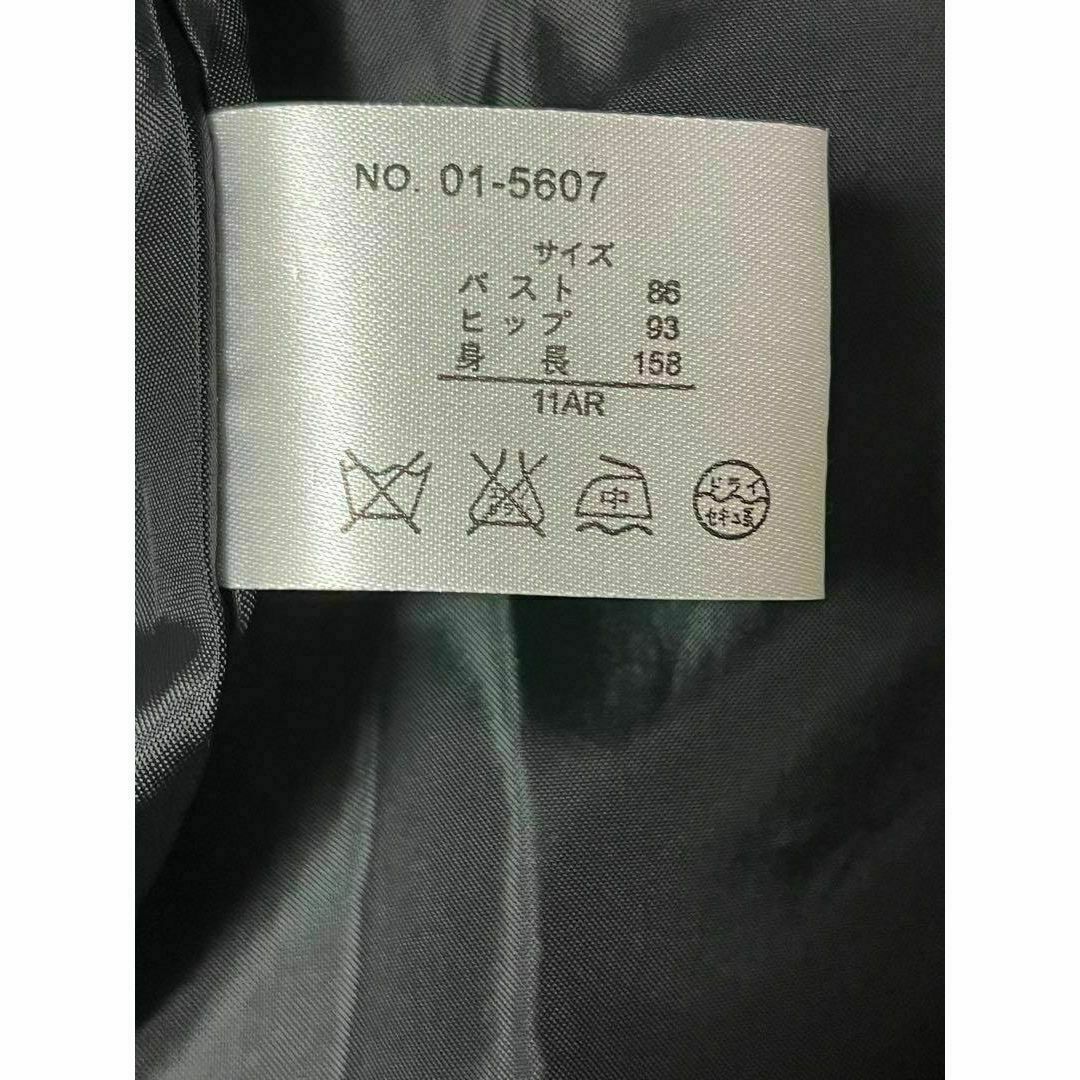 NO. 01-5607
サイズ
バスト 86
ヒップ 93
身長 158
11AR
中
ドライ
セキユ系